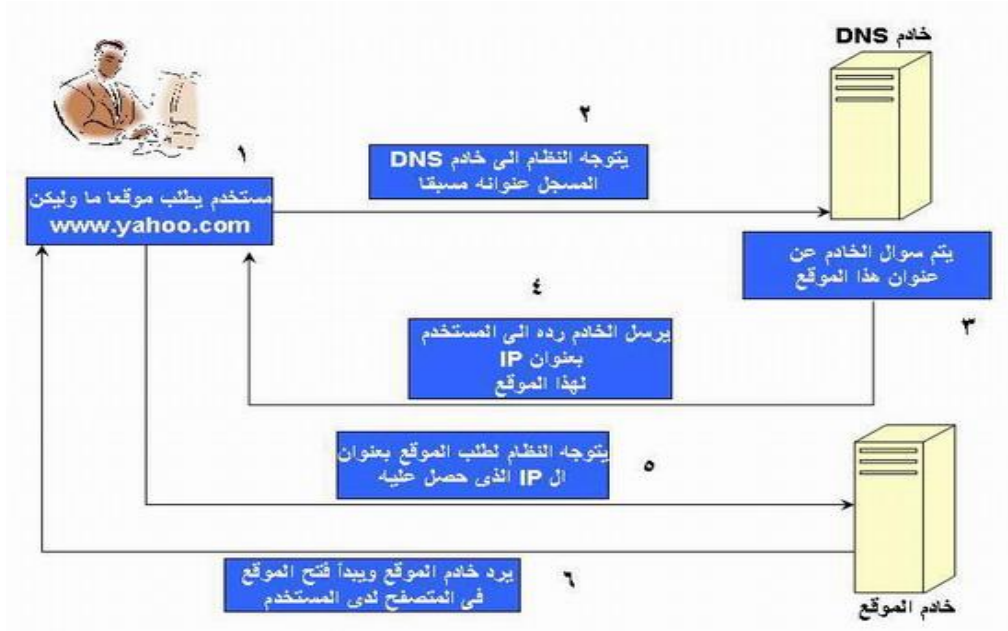 خادم DNS
١
مستخدم يطلب موقعا ما وليكن
www.yahoo.com
٢
يتوجه النظام الى خادم DNS
المسجل عنوانه مسبقا
يتم سوال الخادم عن
عنوان هذا الموقع
٣
٤
يرسل الخادم رده الى المستخدم
بعنوان IP
لهذا الموقع
يتوجه النظام لطلب الموقع بعنوان
ال IP الذى حصل عليه
٥
خادم الموقع
يرد خادم الموقع ويبدآ فتح الموقع
فى المتصفح لدى المستخدم
٦